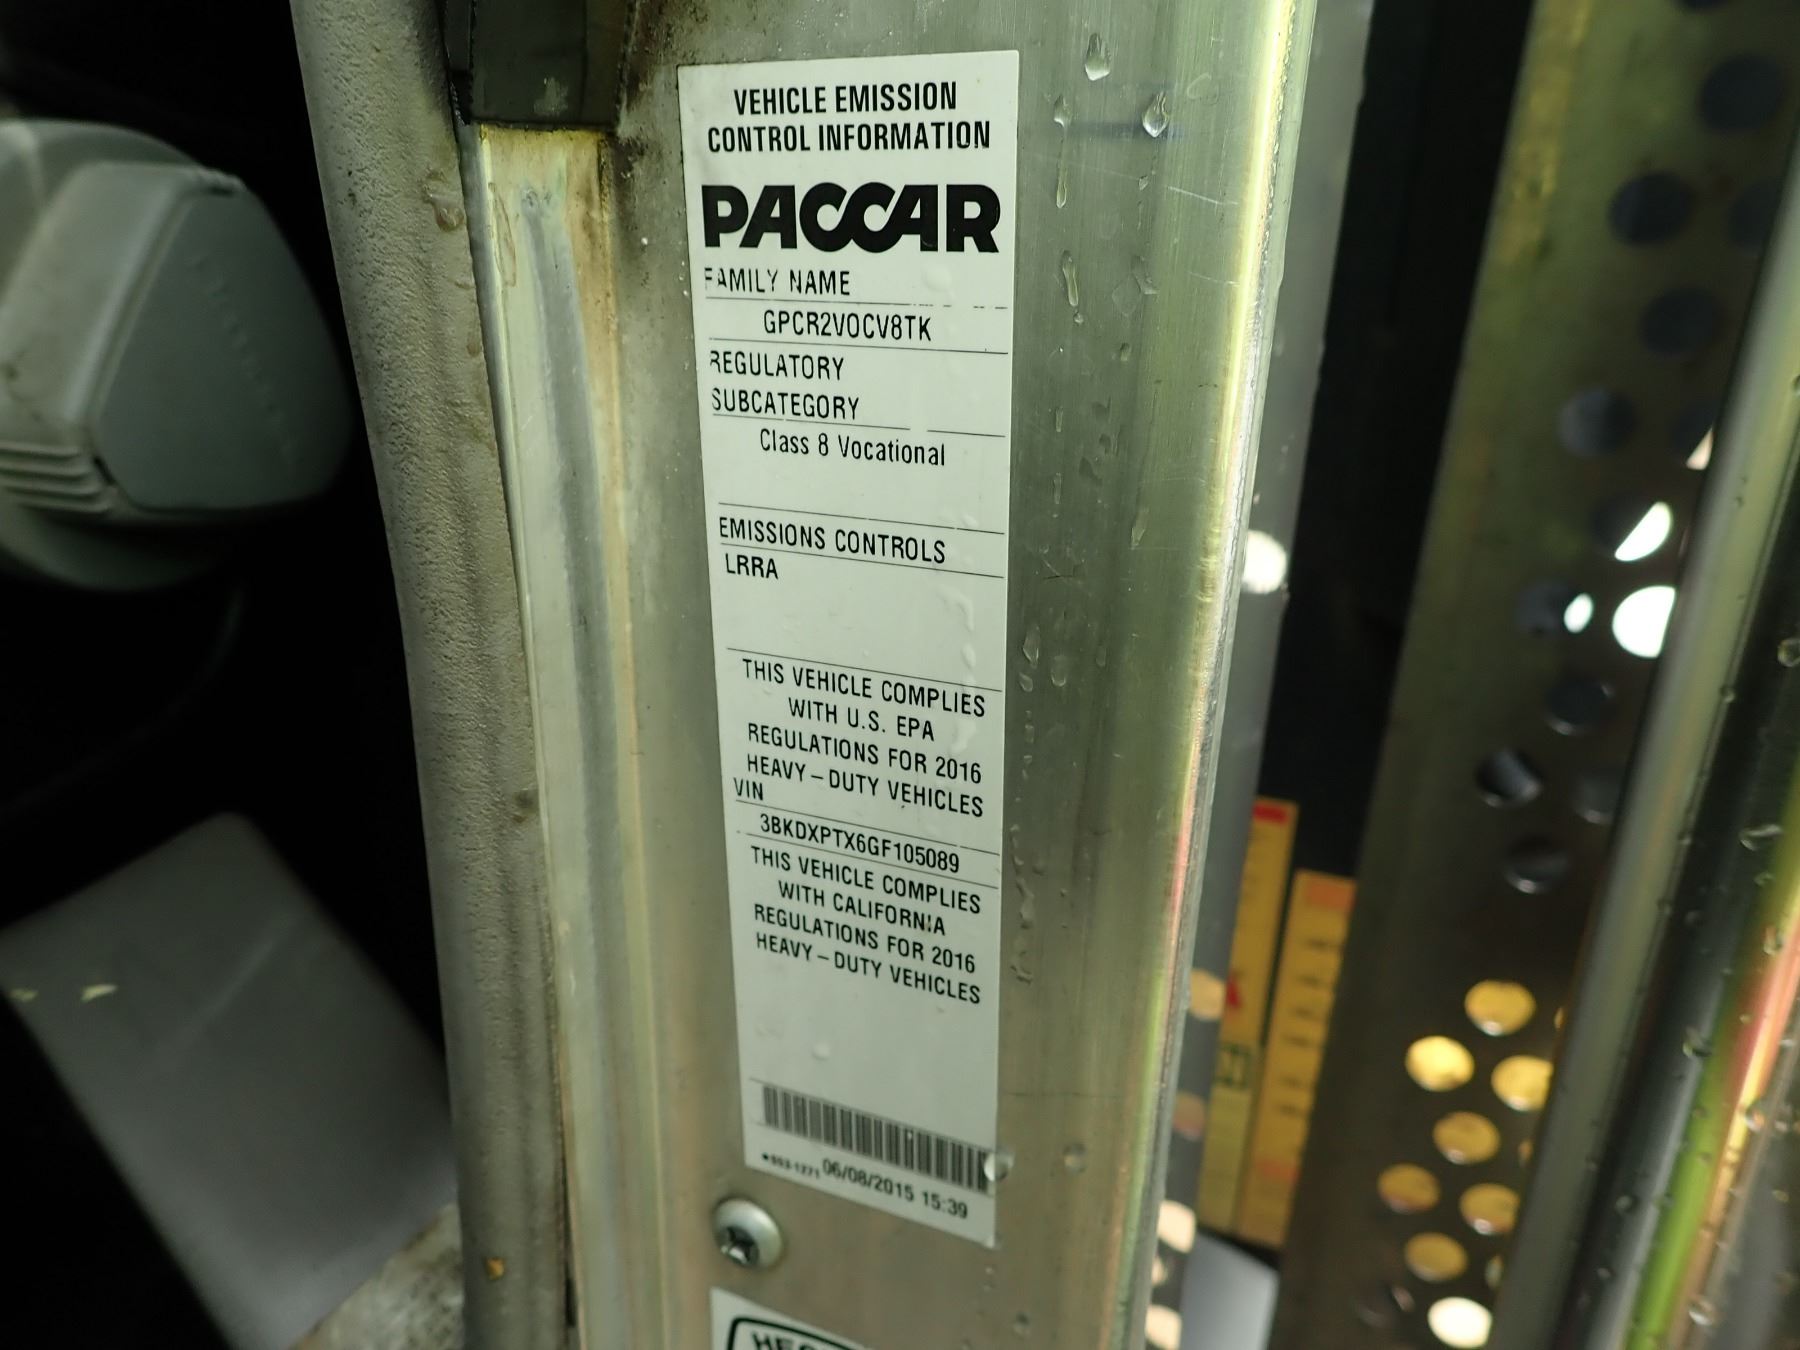 VEHICLE EMISSION
CONTROL INFORMATION
PACCAR
FAMILY NAME
GPCR2VOCV8TK
REGULATORY
SUBCATEGORY
Class 8 Vocational
EMISSIONS CONTROLS
LRRA
THIS VEHICLE COMPLIES
WITH U.S. EPA
REGULATIONS FOR 2016
HEAVY-DUTY VEHICLES
VIN
3BKDXPTX6GF105089
THIS VEHICLE COMPLIES
WITH CALIFORNIA
REGULATIONS FOR 2016
HEAVY-DUTY VEHICLES
06/08/2015 15:39